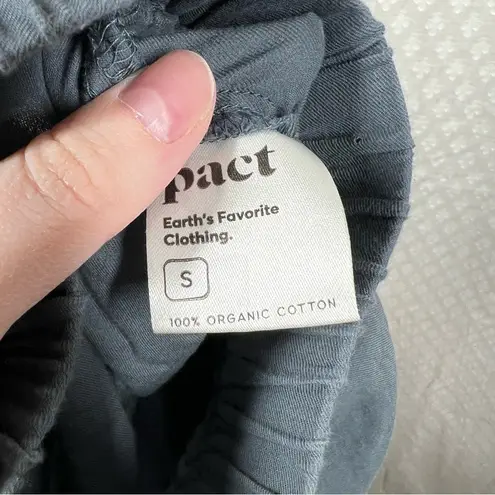 pact
Earth's Favorite
Clothing.
S
100% ORGANIC COTTON